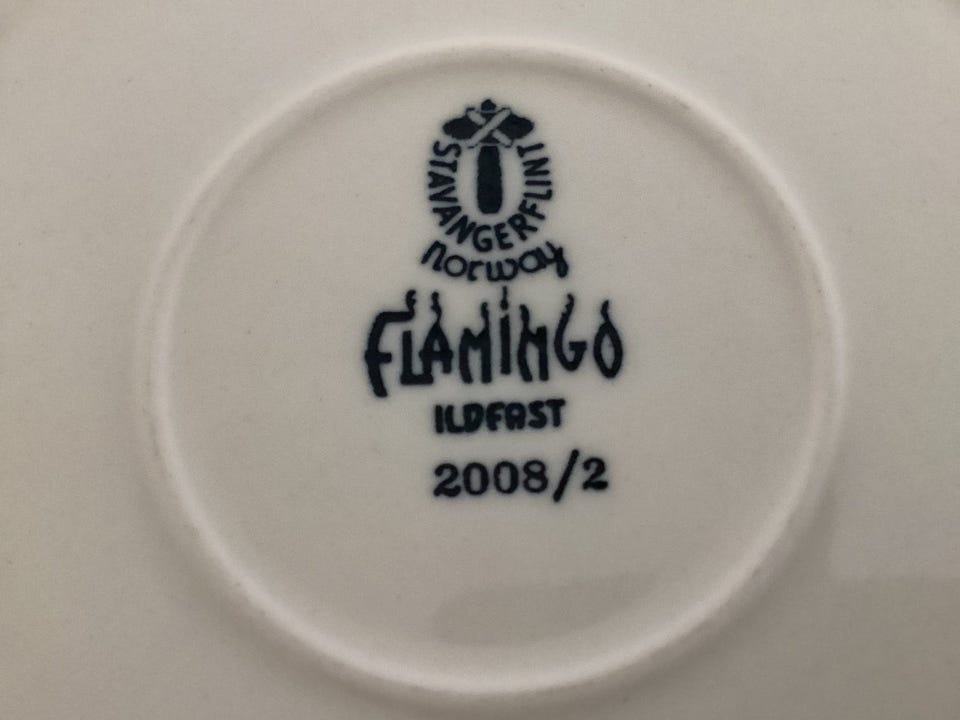 STAVANGERFLINT
Norway
FLAMINGO
ILDFAST
2008/2